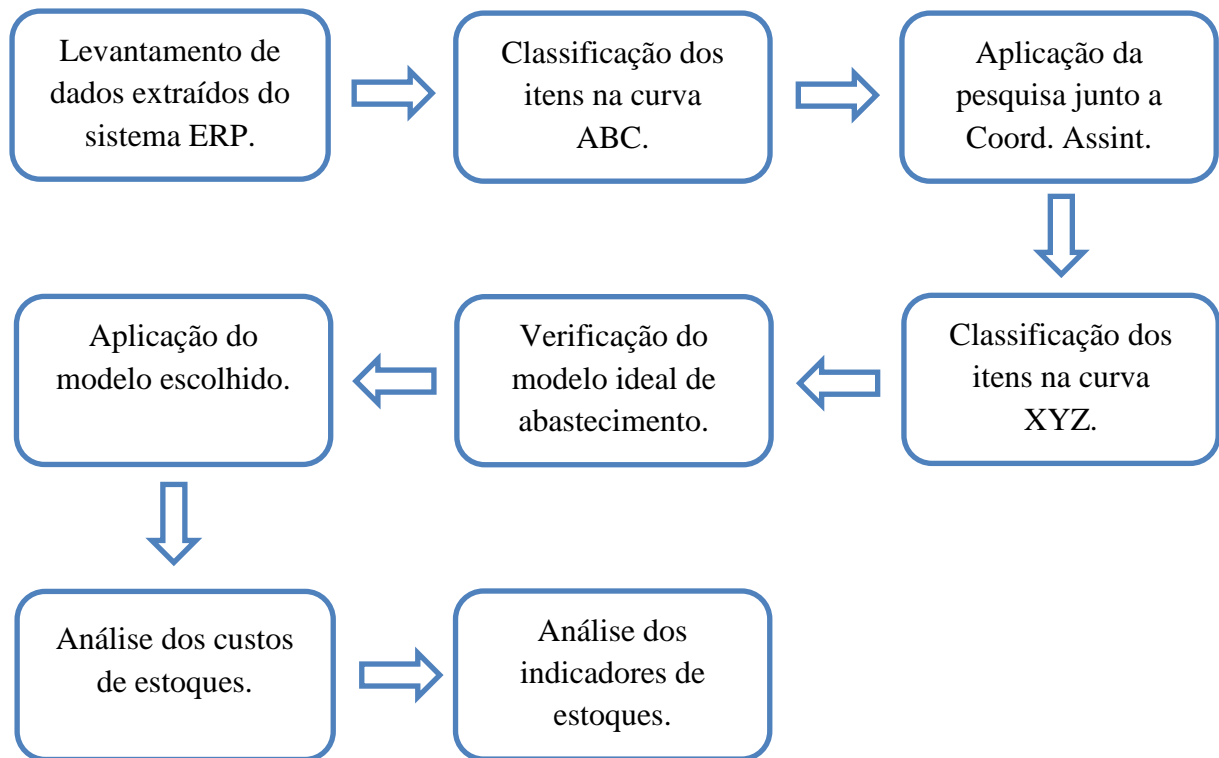 Levantamento de
dados extraídos do
sistema ERP.
Classificação dos
itens na curva
ABC.
Aplicação da
pesquisa junto a
Coord. Assint.
Classificação dos
itens na curva
XYZ.
Verificação do
modelo ideal de
abastecimento.
Aplicação do
modelo escolhido.
Análise dos custos
de estoques.
Análise dos
indicadores de
estoques.